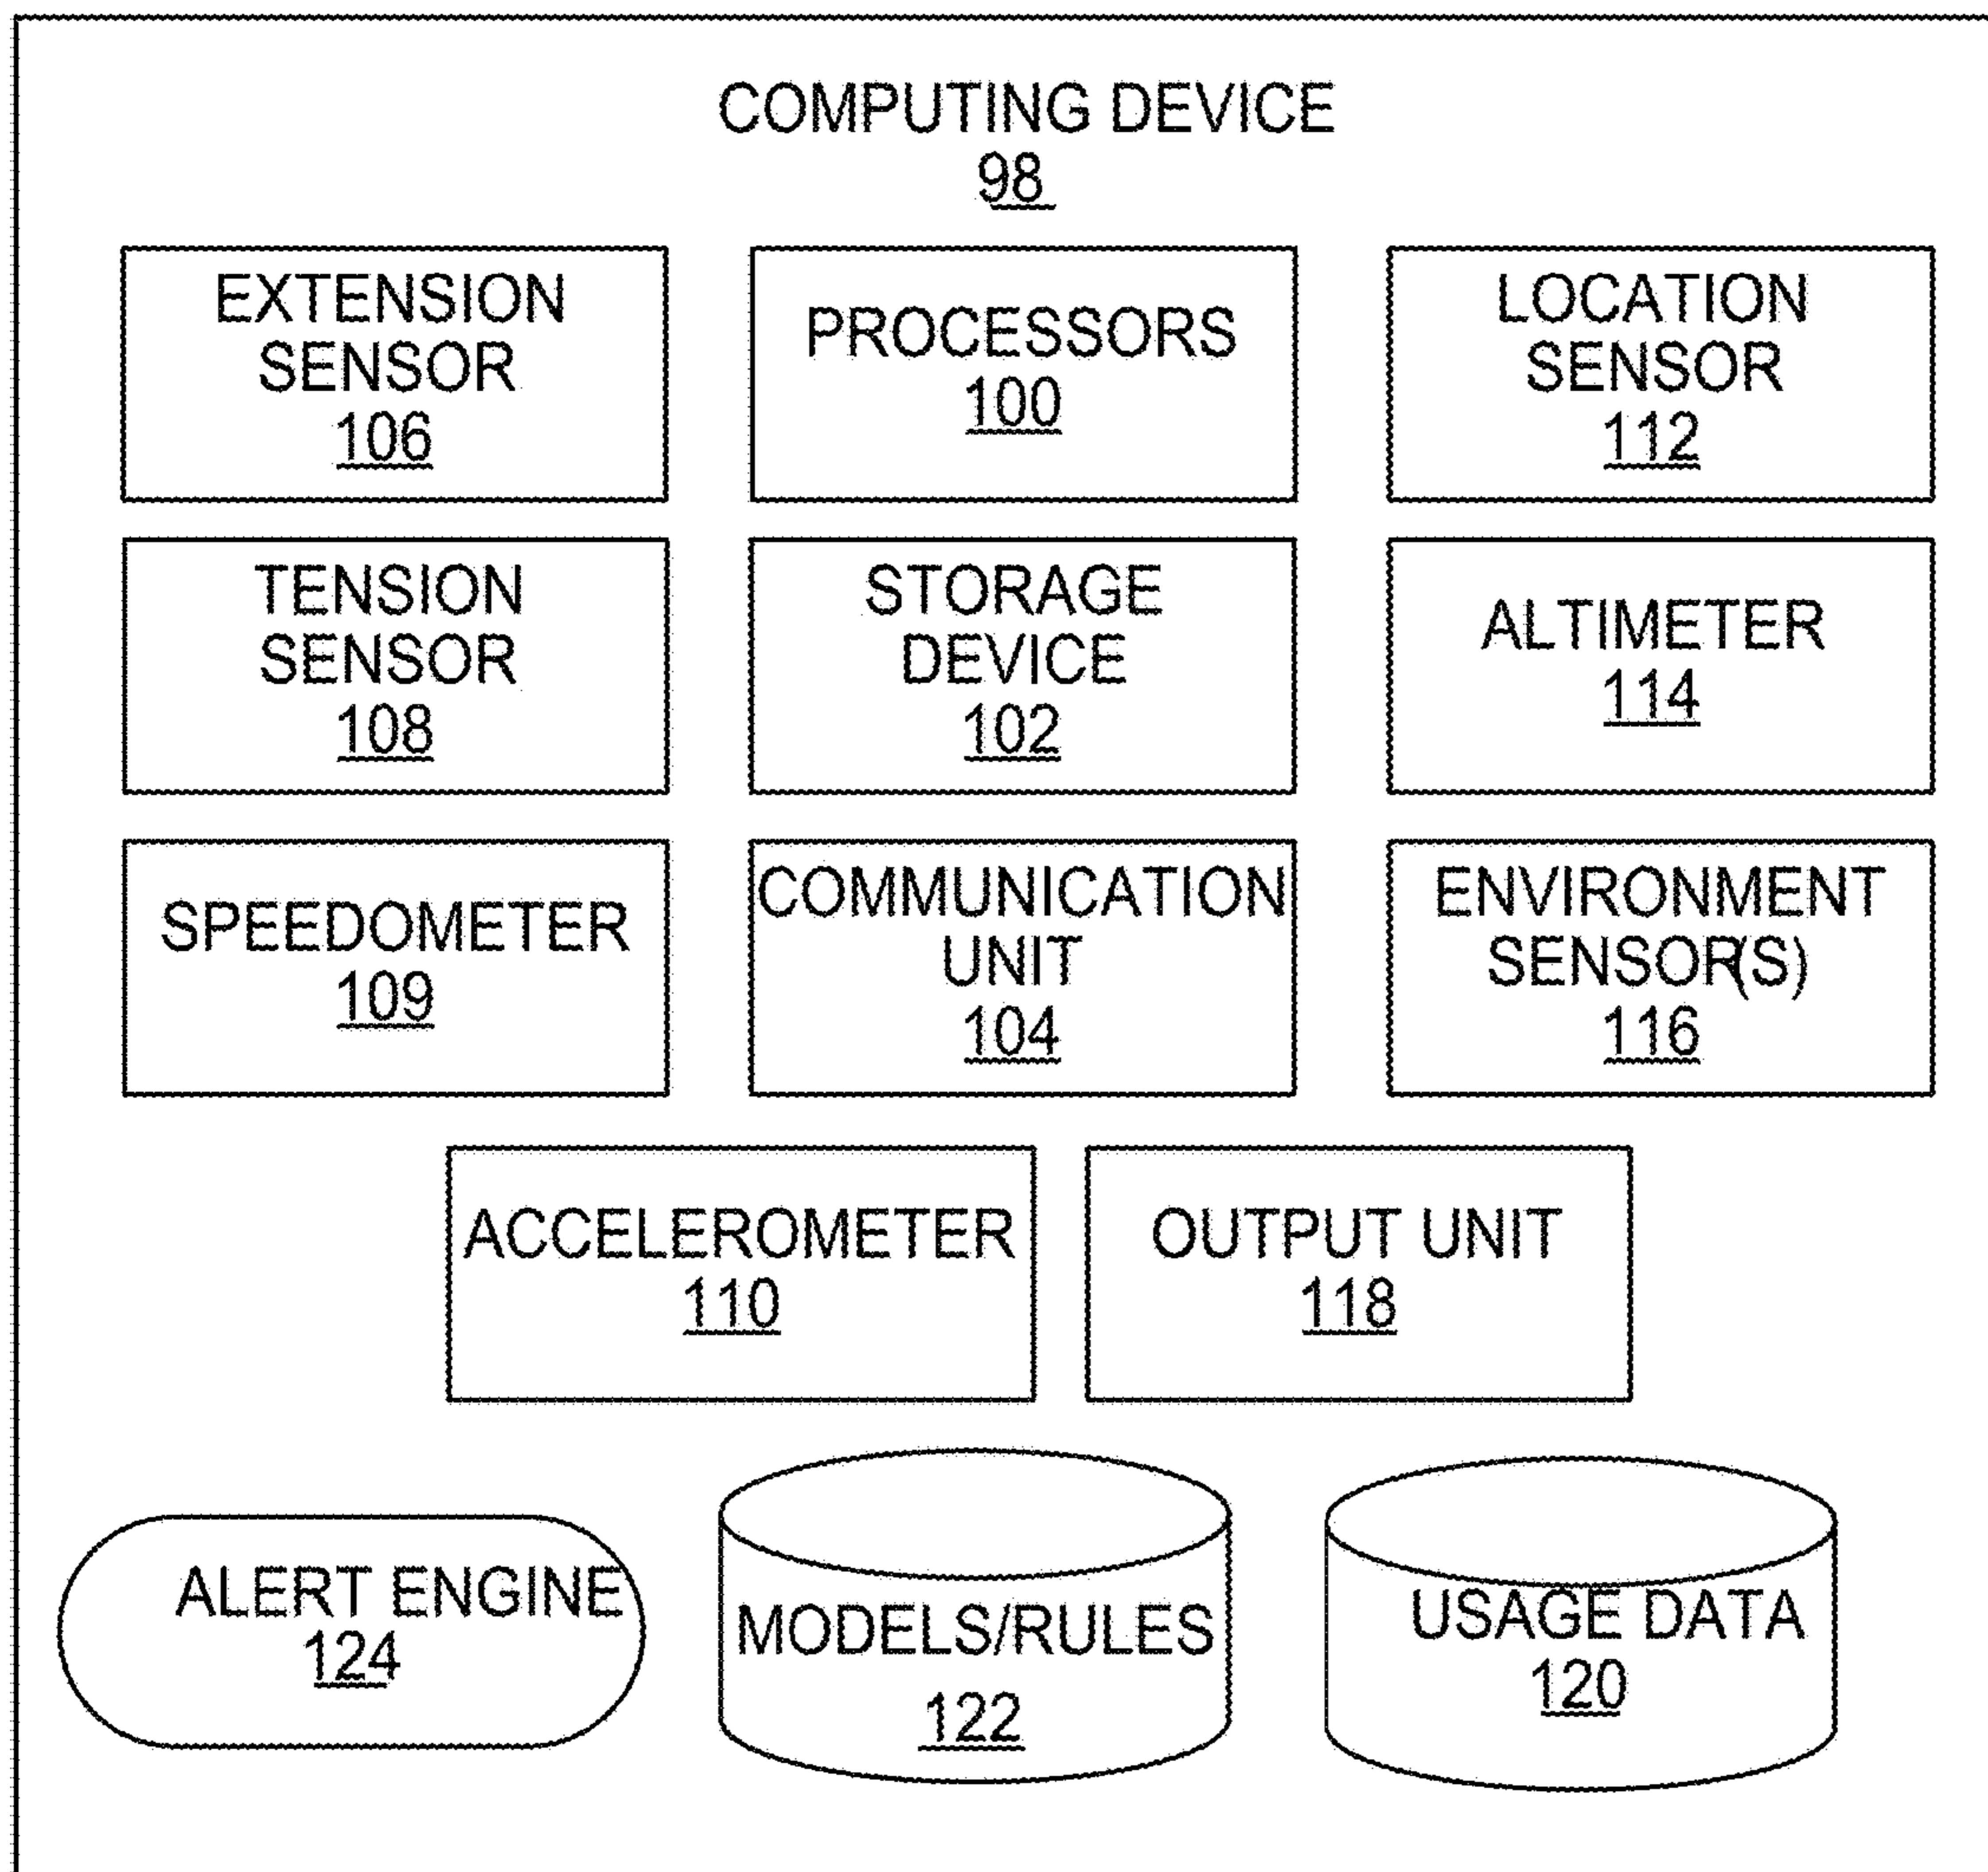 COMPUTING DEVICE
98
EXTENSION
SENSOR
106
PROCESSORS
100
LOCATION
SENSOR
112
TENSION
SENSOR
108
STORAGE
DEVICE
102
ALTIMETER
114
SPEEDOMETER
109
COMMUNICATION
UNIT
104
ENVIRONMENT
SENSOR(S)
116
ACCELEROMETER
110
OUTPUT UNIT
118
ALERT ENGINE
124
MODELS/RULES
122
USAGE DATA
120